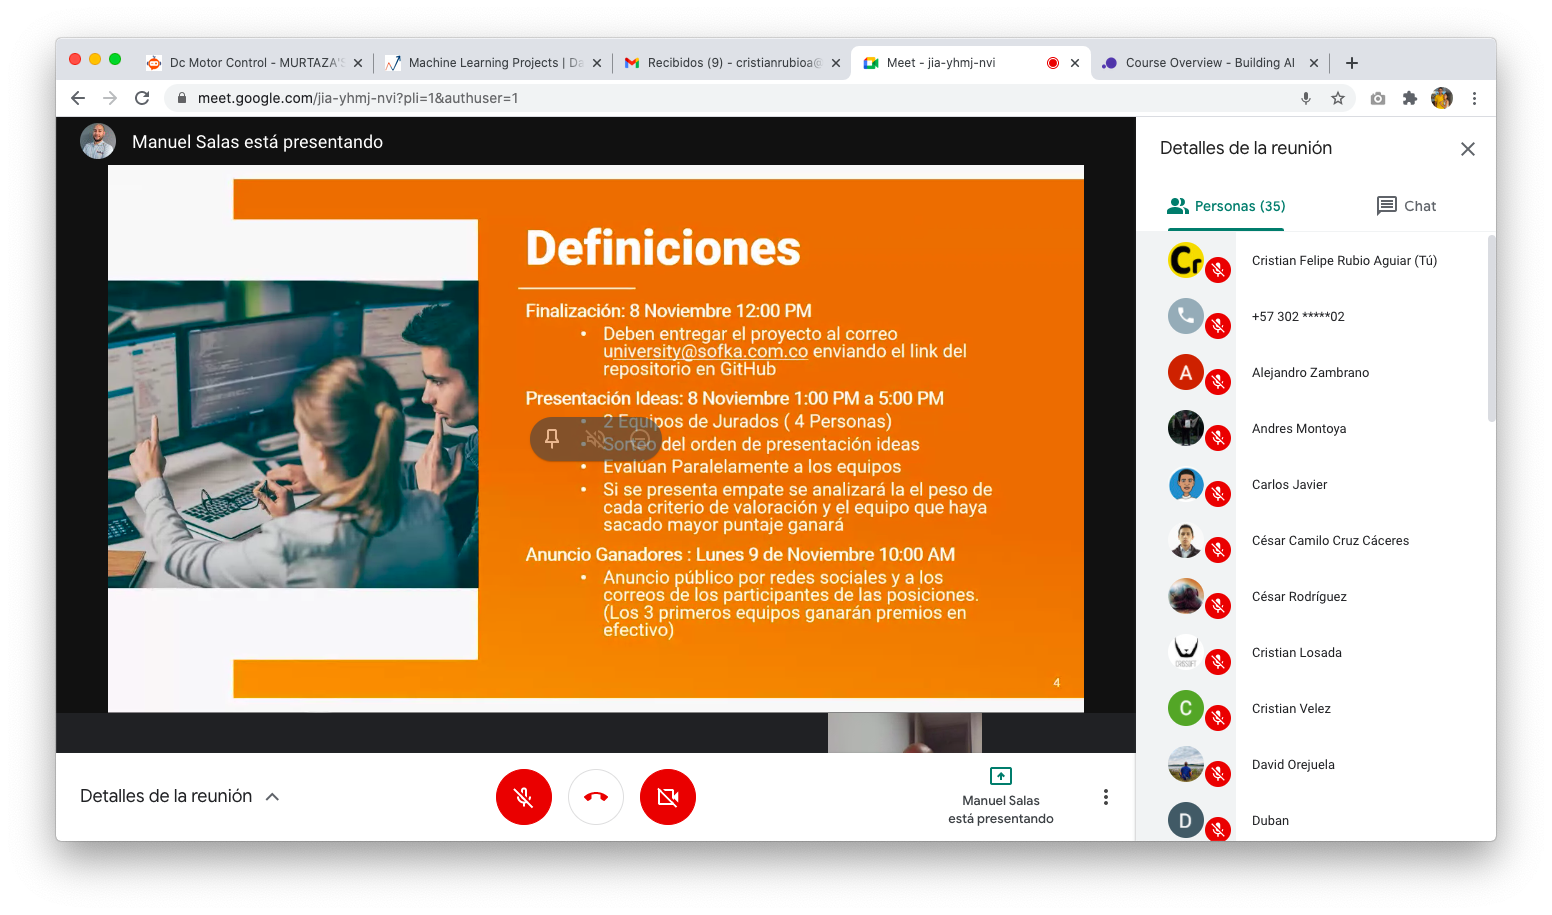 Dc Motor Control - MURTAZA'S
Machine Learning Projects | Da
Recibidos (9) - cristianrubioa@
Meet - jia-yhmj-nvi
Course Overview - Building AI
meet.google.com/jia-yhmj-nvi?pli=1&authuser=1
Manuel Salas está presentando
Definiciones
Finalización: 8 Noviembre 12:00 PM
• Deben entregar el proyecto al correo
university@sofka.com.co enviando el link del
repositorio en GitHub
Presentación Ideas: 8 Noviembre 1:00 PM a 5:00 PM
• 2 Equipos de Jurados ( 4 Personas)
• Sorteo del orden de presentación ideas
• Evalúan Paralelamente a los equipos
• Si se presenta empate se analizará la el peso de
cada criterio de valoración y el equipo que haya
sacado mayor puntaje ganará
Anuncio Ganadores : Lunes 9 de Noviembre 10:00 AM
• Anuncio público por redes sociales y a los
correos de los participantes de las posiciones.
(Los 3 primeros equipos ganarán premios en
efectivo)
4
Detalles de la reunión
Manuel Salas
está presentando
Detalles de la reunión
Personas (35)
Chat
Cr
Cristian Felipe Rubio Aguiar (Tú)
+57 302 *****02
A
Alejandro Zambrano
Andres Montoya
Carlos Javier
César Camilo Cruz Cáceres
César Rodríguez
Cristian Losada
C
Cristian Velez
David Orejuela
D
Duban